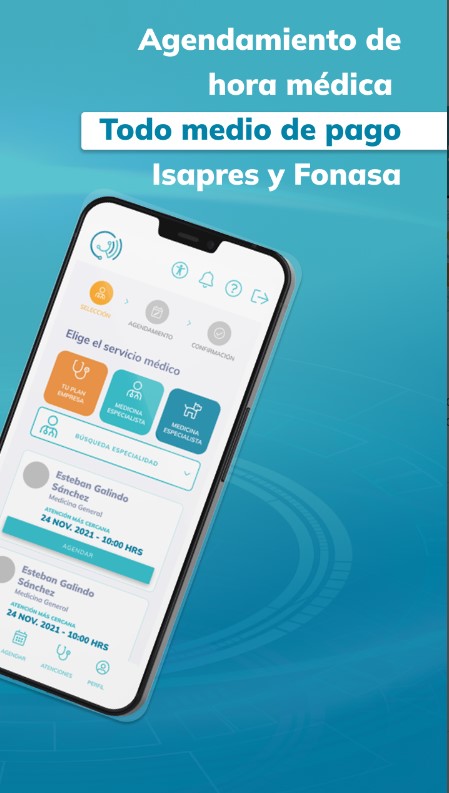 Agendamiento de
hora médica
Todo medio de pago
Isapres y Fonasa
SELECCIÓN
AGENDAMIENTO
CONFIRMACIÓN
Elige el servicio médico
TU PLAN
EMPRESA
MEDICINA
ESPECIALISTA
MEDICINA
ESPECIALISTA
BÚSQUEDA ESPECIALIDAD
Esteban Galindo
Sánchez
Medicina General
ATENCIÓN MÁS CERCANA
24 NOV. 2021 - 10:00 HRS
AGENDAR
Esteban Galindo
Sánchez
Medicina General
ATENCIÓN MÁS CERCANA
24 NOV. 2021 - 10:00 HRS
AGENDAR
ATENCIONES
PERFIL